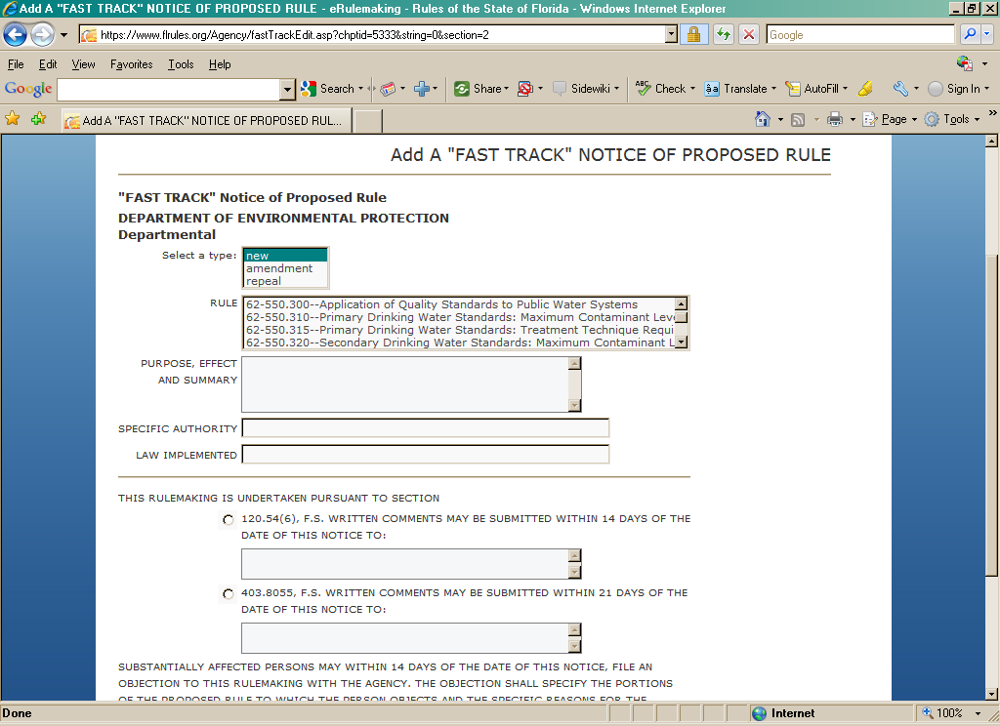 Add A "FAST TRACK" NOTICE OF PROPOSED RULE - eRulemaking - Rules of the State of Florida - Windows Internet Explorer
https://www.flrules.org/Agency/fastTrackEdit.asp?chptid=5333&string=0&section=2
Google
File Edit View Favorites Tools Help
Google Search Share Sidewiki ABC Check Translate AutoFill Sign In
Add A "FAST TRACK" NOTICE OF PROPOSED RUL... Page Tools
Add A "FAST TRACK" NOTICE OF PROPOSED RULE
"FAST TRACK" Notice of Proposed Rule
DEPARTMENT OF ENVIRONMENTAL PROTECTION
Departmental
Select a type: new
amendment
repeal
RULE 62-550.300--Application of Quality Standards to Public Water Systems
62-550.310--Primary Drinking Water Standards: Maximum Contaminant Leve
62-550.315--Primary Drinking Water Standards: Treatment Technique Requi
62-550.320--Secondary Drinking Water Standards: Maximum Contaminant L
PURPOSE, EFFECT
AND SUMMARY
SPECIFIC AUTHORITY
LAW IMPLEMENTED
THIS RULEMAKING IS UNDERTAKEN PURSUANT TO SECTION
120.54(6), F.S. WRITTEN COMMENTS MAY BE SUBMITTED WITHIN 14 DAYS OF THE
DATE OF THIS NOTICE TO:
403.8055, F.S. WRITTEN COMMENTS MAY BE SUBMITTED WITHIN 21 DAYS OF THE
DATE OF THIS NOTICE TO:
SUBSTANTIALLY AFFECTED PERSONS MAY WITHIN 14 DAYS OF THE DATE OF THIS NOTICE, FILE AN
OBJECTION TO THIS RULEMAKING WITH THE AGENCY. THE OBJECTION SHALL SPECIFY THE PORTIONS
OF THE PROPOSED RULE TO WHICH THE PERSON OBJECTS AND THE SPECIFIC REASONS FOR THE
Done Internet 100%